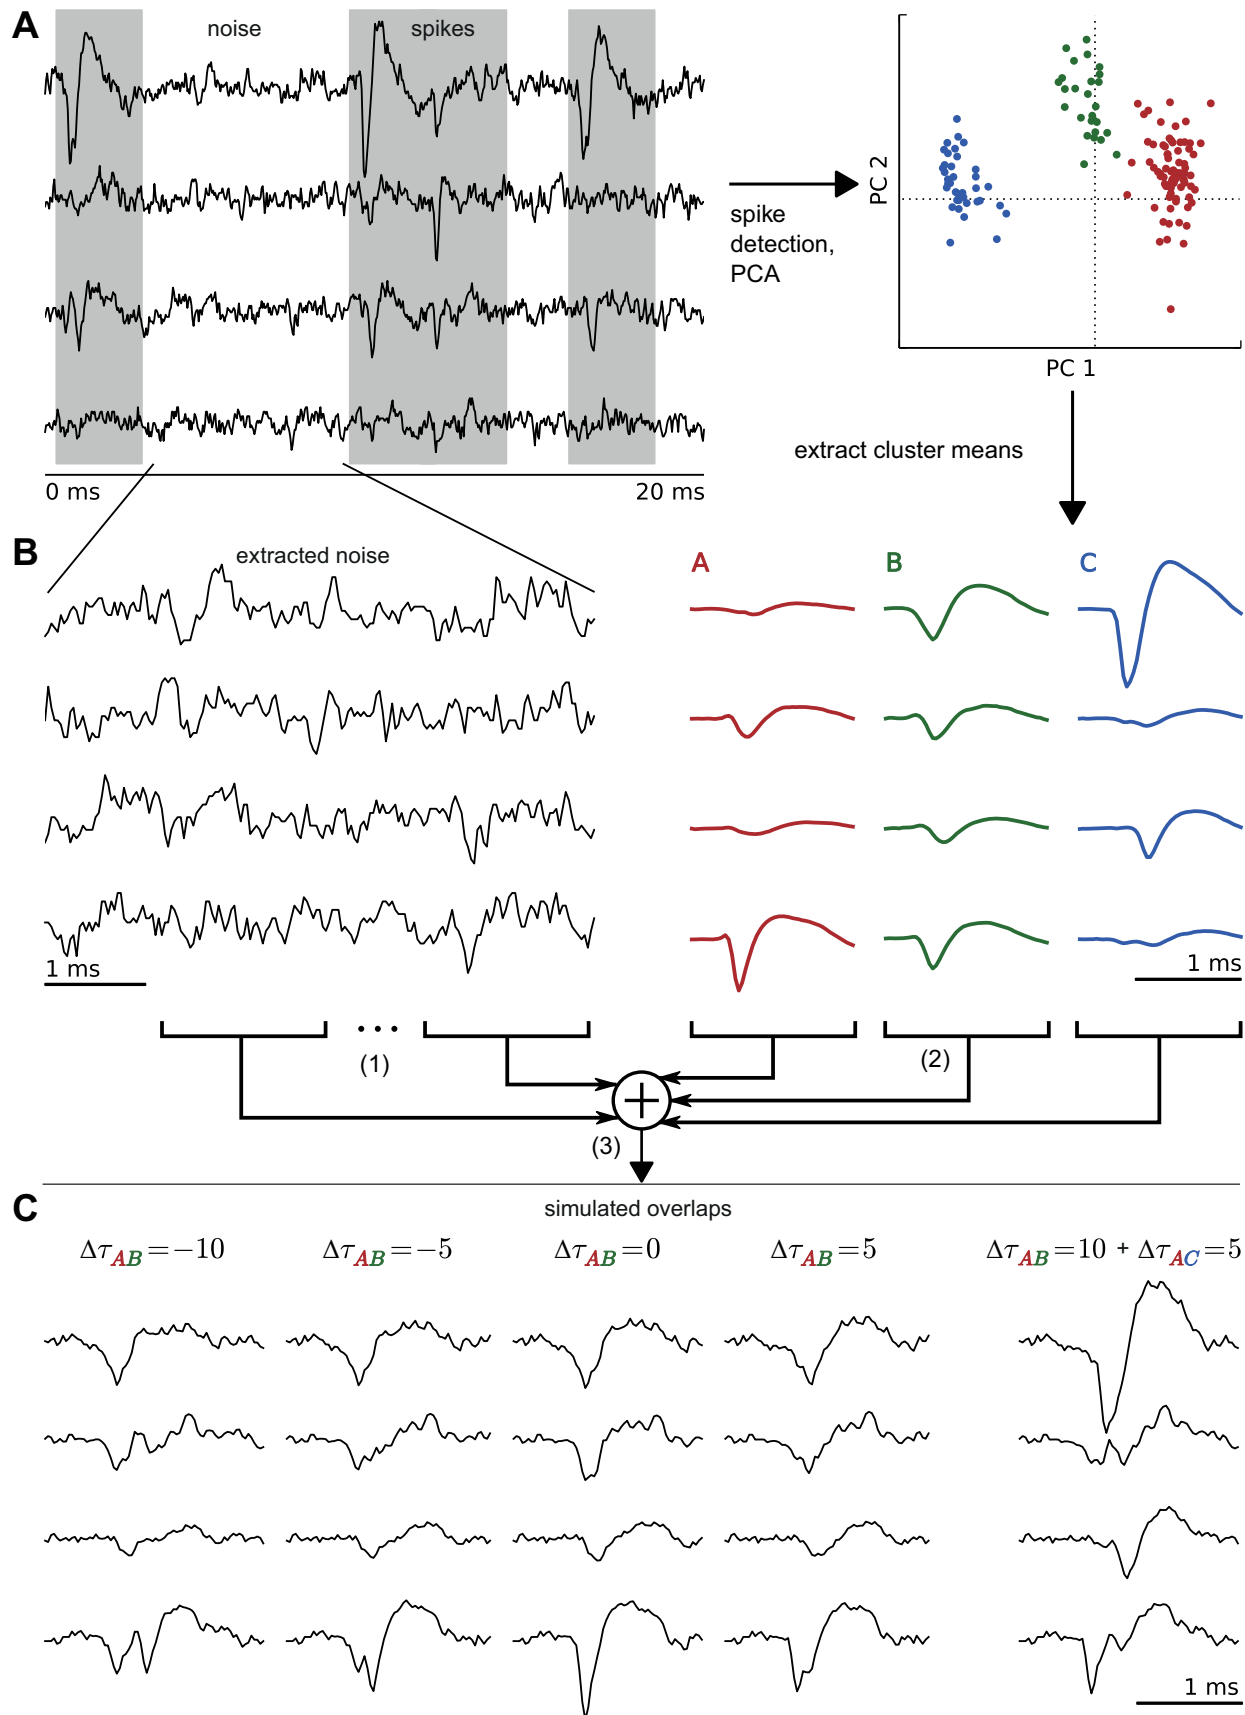 A
noise
spikes
0 ms
20 ms
spike
detection,
PCA
PC 2
PC 1
extract cluster means
B
extracted noise
1 ms
A
B
C
1 ms
(1)
(2)
(3)
C
simulated overlaps
Δτ_AB=−10
Δτ_AB=−5
Δτ_AB=0
Δτ_AB=5
Δτ_AB=10 + Δτ_AC=5
1 ms